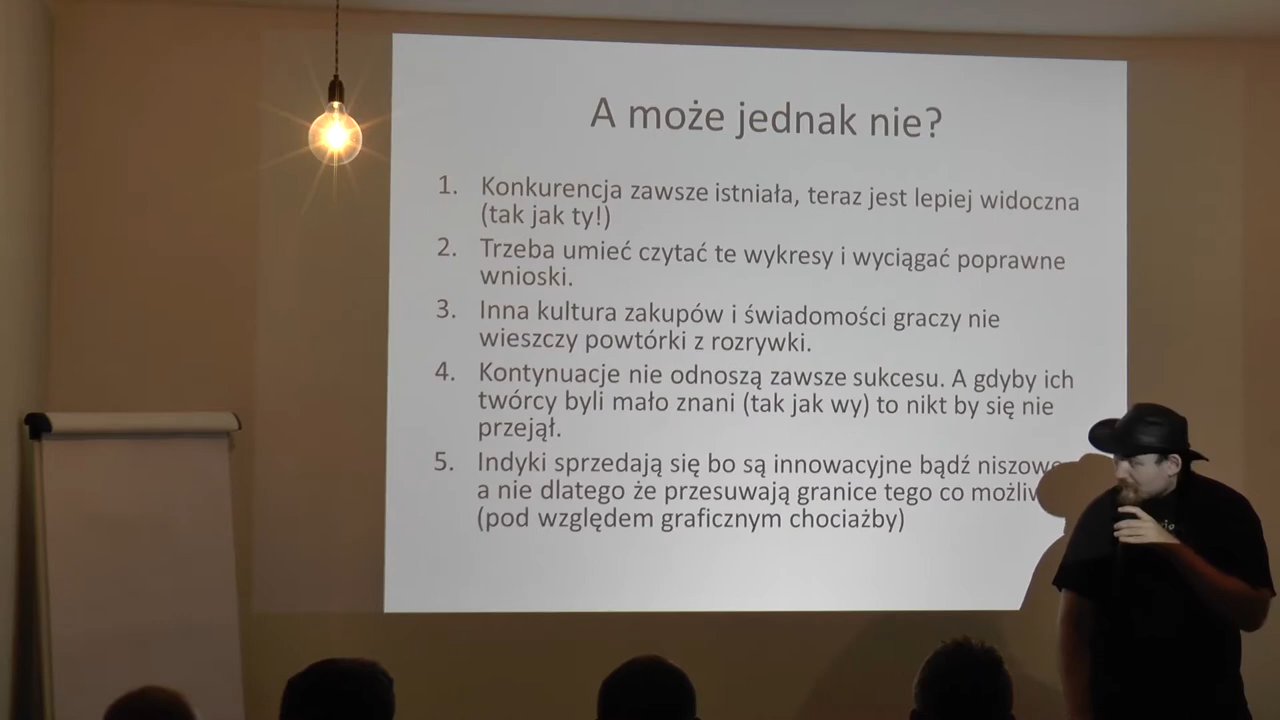 A może jednak nie?
1. Konkurencja zawsze istniała, teraz jest lepiej widoczna
(tak jak ty!)
2. Trzeba umieć czytać te wykresy i wyciągać poprawne
wnioski.
3. Inna kultura zakupów i świadomości graczy nie
wieszczy powtórki z rozrywki.
4. Kontynuacje nie odnoszą zawsze sukcesu. A gdyby ich
twórcy byli mało znani (tak jak wy) to nikt by się nie
przejął.
5. Indyki sprzedają się bo są innowacyjne bądź niszowe
a nie dlatego że przesuwają granice tego co
(pod względem graficznym chociażby)